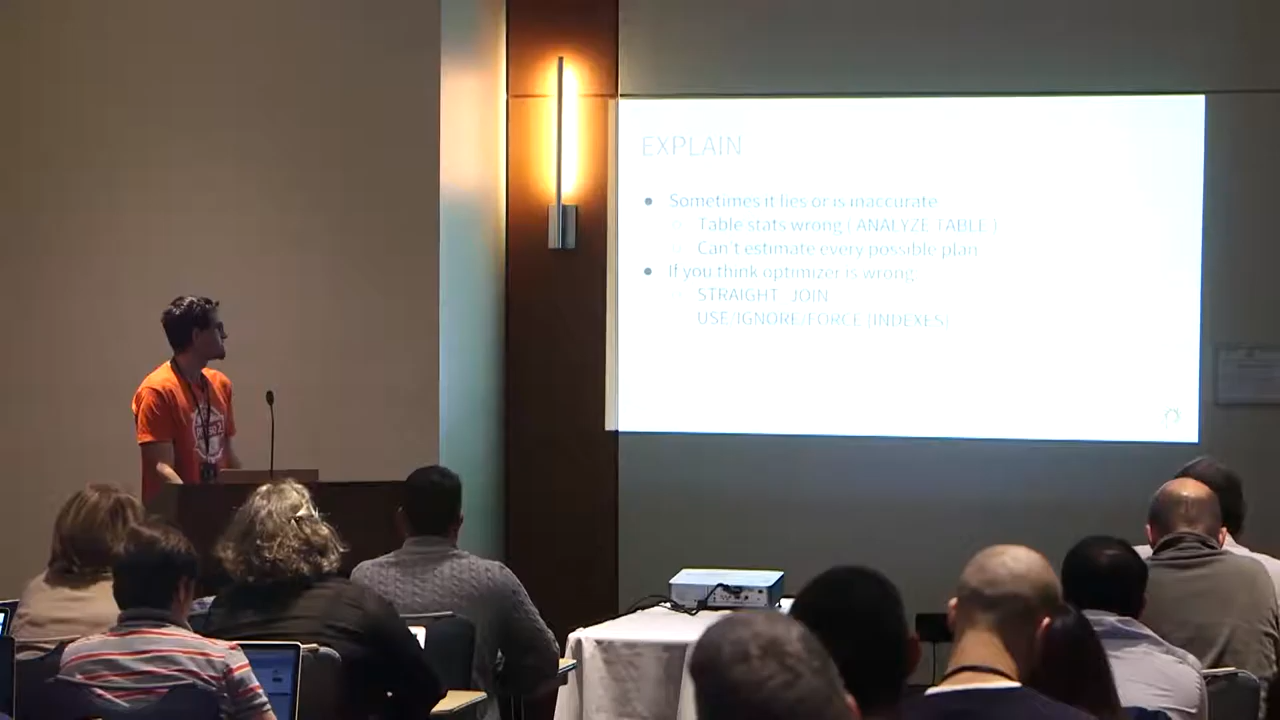 EXPLAIN
Sometimes it lies or is inaccurate
Table stats wrong ( ANALYZE TABLE )
Can't estimate every possible plan
If you think optimizer is wrong:
STRAIGHT_JOIN
USE/IGNORE/FORCE (INDEXES)